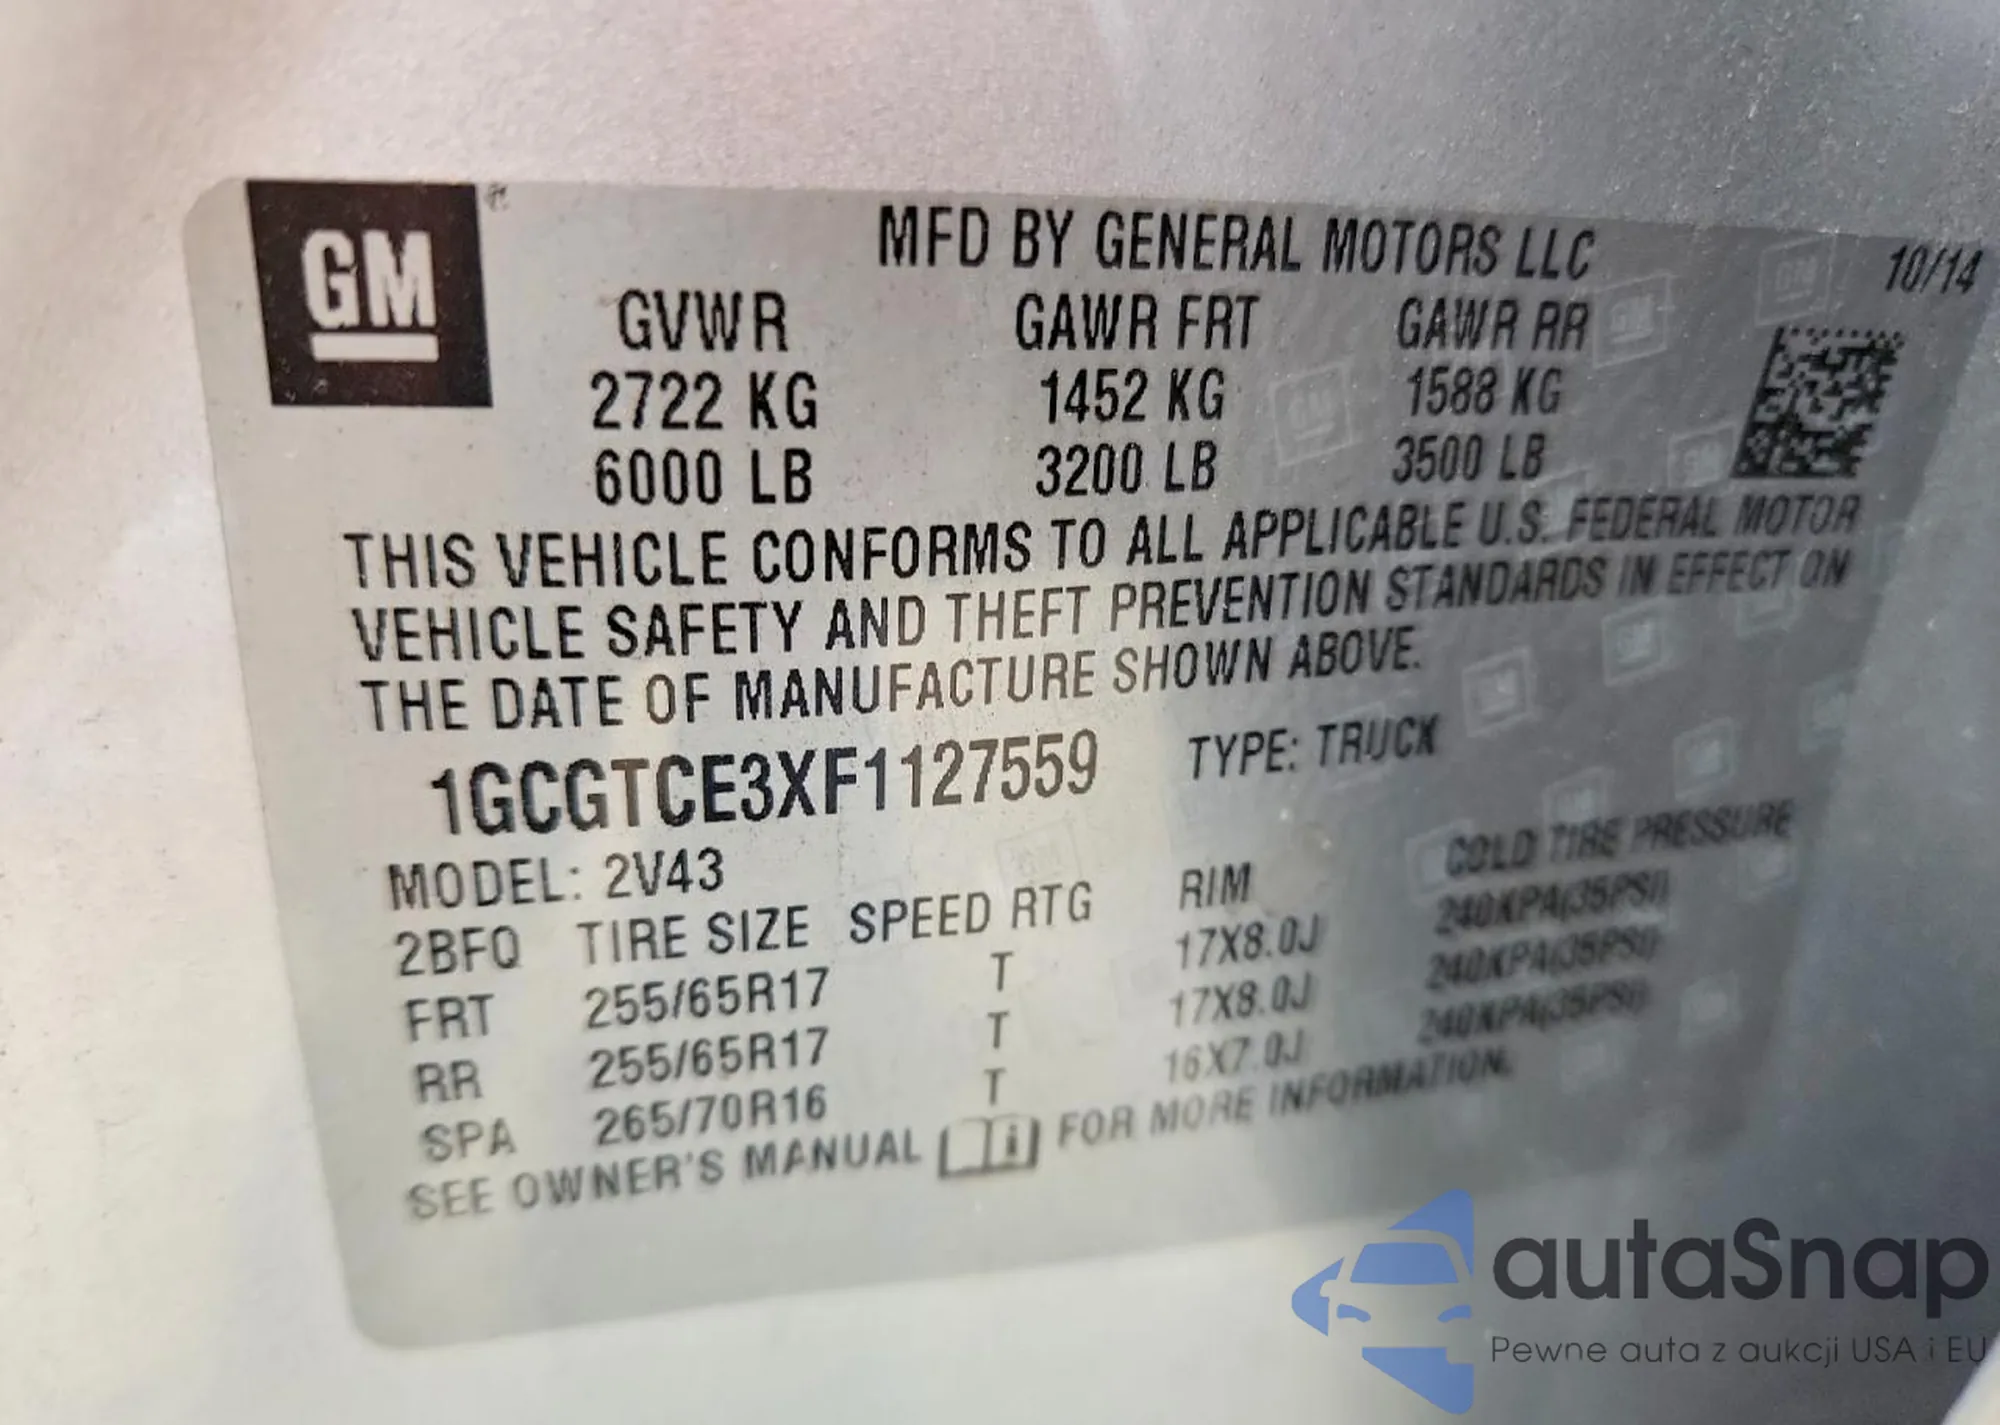 GM
MFD BY GENERAL MOTORS LLC 10/14
GVWR GAWR FRT GAWR RR
2722 KG 1452 KG 1588 KG
6000 LB 3200 LB 3500 LB
THIS VEHICLE CONFORMS TO ALL APPLICABLE U.S. FEDERAL MOTOR
VEHICLE SAFETY AND THEFT PREVENTION STANDARDS IN EFFECT ON
THE DATE OF MANUFACTURE SHOWN ABOVE.
1GCGTCE3XF1127559 TYPE: TRUCK
MODEL: 2V43
2BFQ TIRE SIZE SPEED RTG RIM COLD TIRE PRESSURE
FRT 255/65R17 T 17X8.0J 240KPA(35PSI)
RR 255/65R17 T 17X8.0J 240KPA(35PSI)
SPA 265/70R16 T 16X7.0J 240KPA(35PSI)
SEE OWNER'S MANUAL FOR MORE INFORMATION.
autaSnap
Pewne auta z aukcji USA i EU